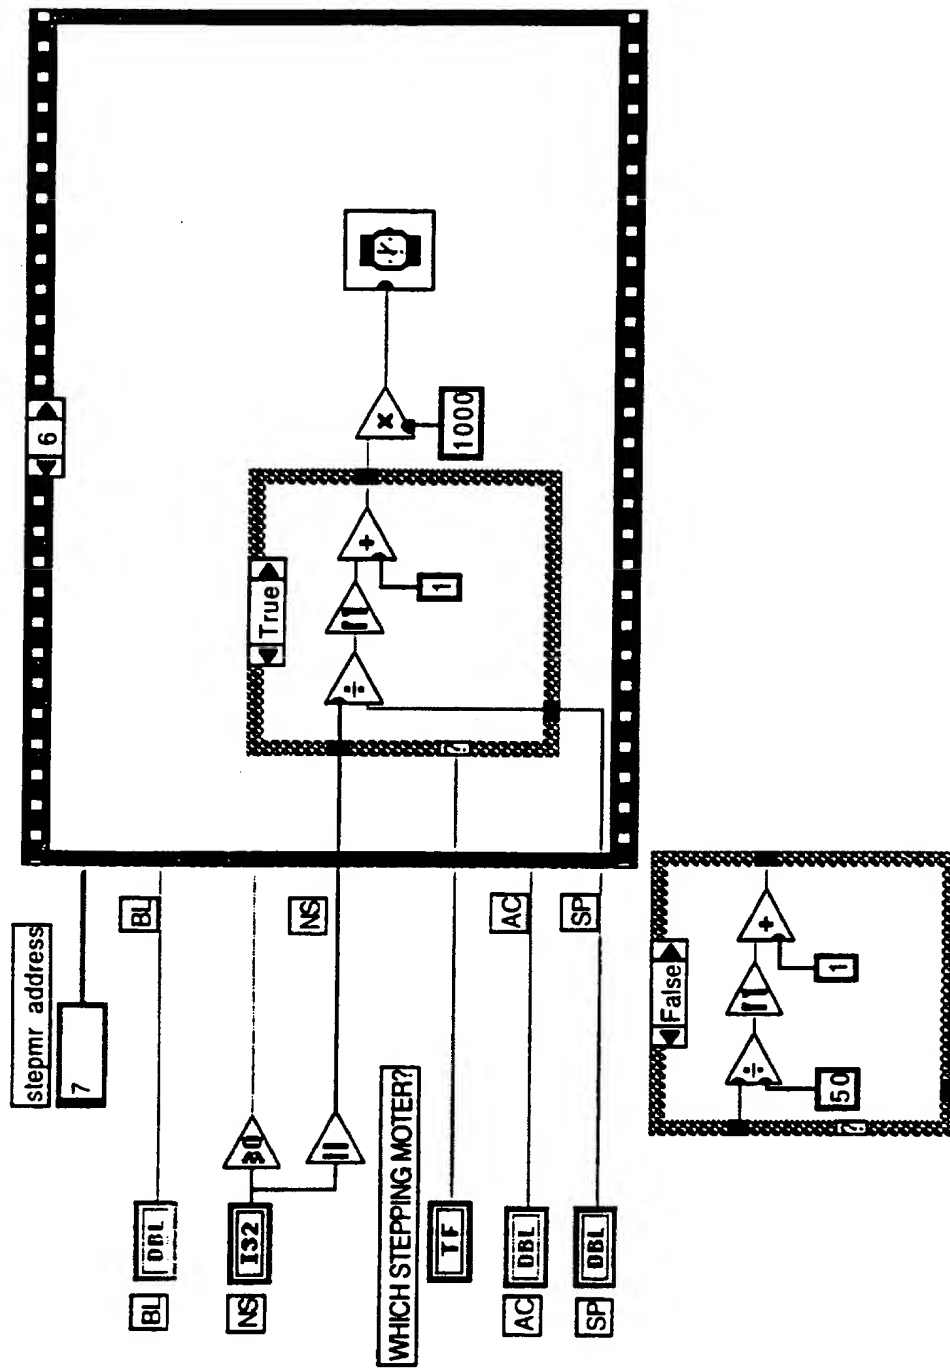 stepmr address
7
BL
DBL
BL
NS
I32
≥0
||
NS
WHICH STEPPING MOTER?
TF
AC
DBL
AC
SP
DBL
SP
6
True
÷
+
1
x
1000
?
False
÷
50
+
1
?